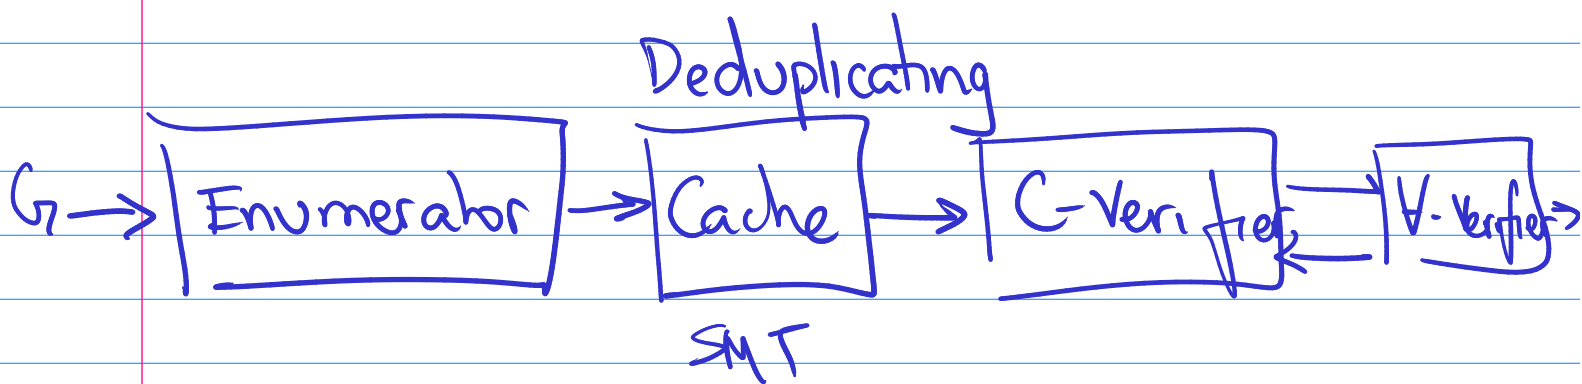 Deduplicating
G → Enumerator → Cache → C-Verifier ⇄ ∀-Verifier →
SMT